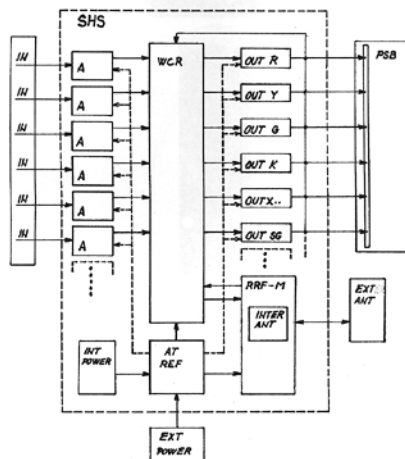 SHS
PSB
WCR
IN
IN
IN
IN
IN
IN
A
A
A
A
A
A
OUT R
OUT Y
OUT G
OUT K
OUTX..
OUT SG
RRF-M
INTER
ANT
EXT
ANT
INT
POWER
AT
REF
EXT
POWER